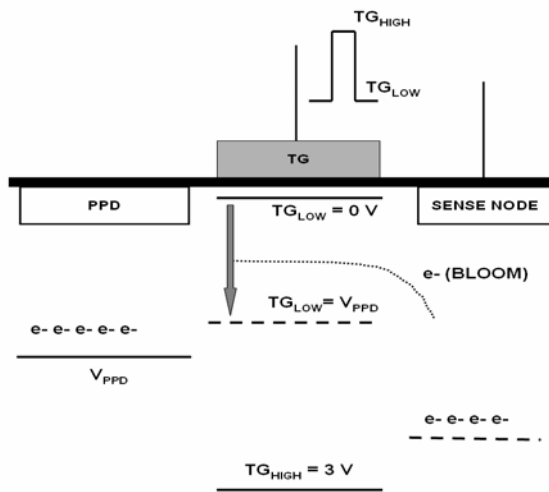 TG_HIGH
TG_LOW
TG
PPD
TG_LOW = 0 V
SENSE NODE
e- (BLOOM)
TG_LOW = V_PPD
e- e- e- e- e-
V_PPD
e- e- e- e-
TG_HIGH = 3 V